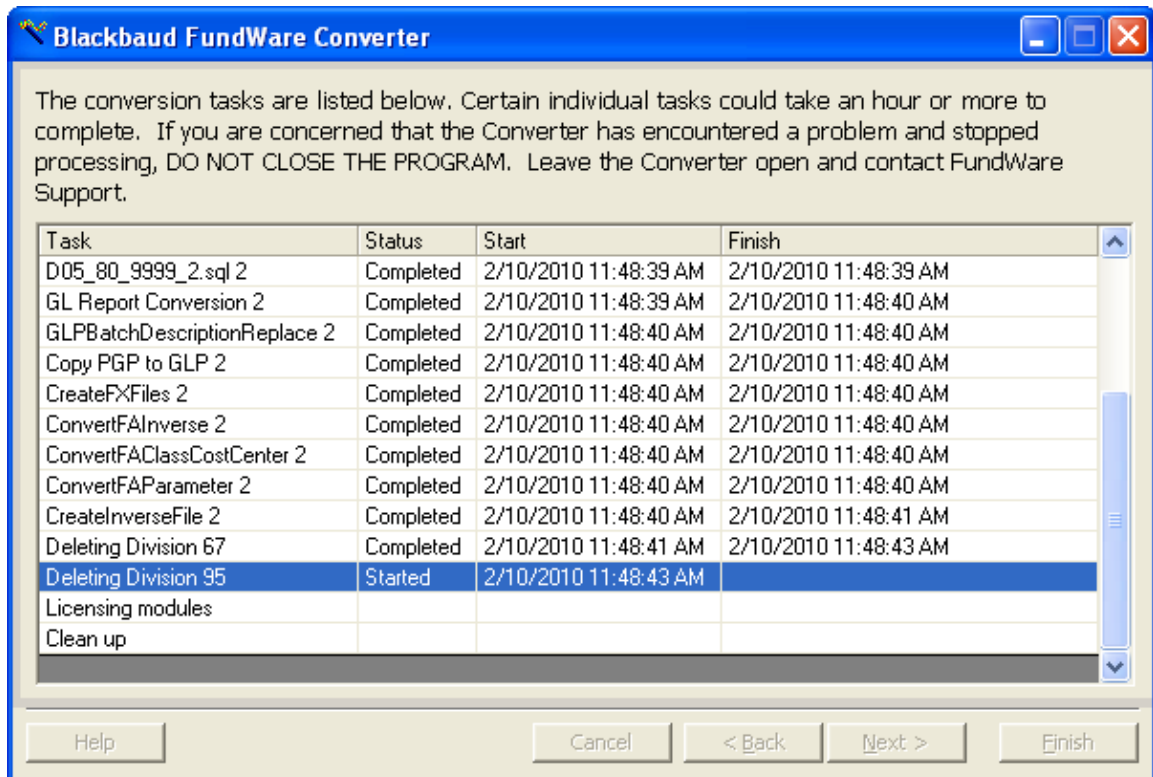 Blackbaud FundWare Converter
The conversion tasks are listed below. Certain individual tasks could take an hour or more to
complete. If you are concerned that the Converter has encountered a problem and stopped
processing, DO NOT CLOSE THE PROGRAM. Leave the Converter open and contact FundWare
Support.
Task Status Start Finish
D05_80_9999_2.sql 2 Completed 2/10/2010 11:48:39 AM 2/10/2010 11:48:39 AM
GL Report Conversion 2 Completed 2/10/2010 11:48:39 AM 2/10/2010 11:48:40 AM
GLPBatchDescriptionReplace 2 Completed 2/10/2010 11:48:40 AM 2/10/2010 11:48:40 AM
Copy PGP to GLP 2 Completed 2/10/2010 11:48:40 AM 2/10/2010 11:48:40 AM
CreateFXFiles 2 Completed 2/10/2010 11:48:40 AM 2/10/2010 11:48:40 AM
ConvertFAInverse 2 Completed 2/10/2010 11:48:40 AM 2/10/2010 11:48:40 AM
ConvertFAClassCostCenter 2 Completed 2/10/2010 11:48:40 AM 2/10/2010 11:48:40 AM
ConvertFAParameter 2 Completed 2/10/2010 11:48:40 AM 2/10/2010 11:48:40 AM
CreateInverseFile 2 Completed 2/10/2010 11:48:40 AM 2/10/2010 11:48:41 AM
Deleting Division 67 Completed 2/10/2010 11:48:41 AM 2/10/2010 11:48:43 AM
Deleting Division 95 Started 2/10/2010 11:48:43 AM
Licensing modules
Clean up
Help Cancel < Back Next > Finish